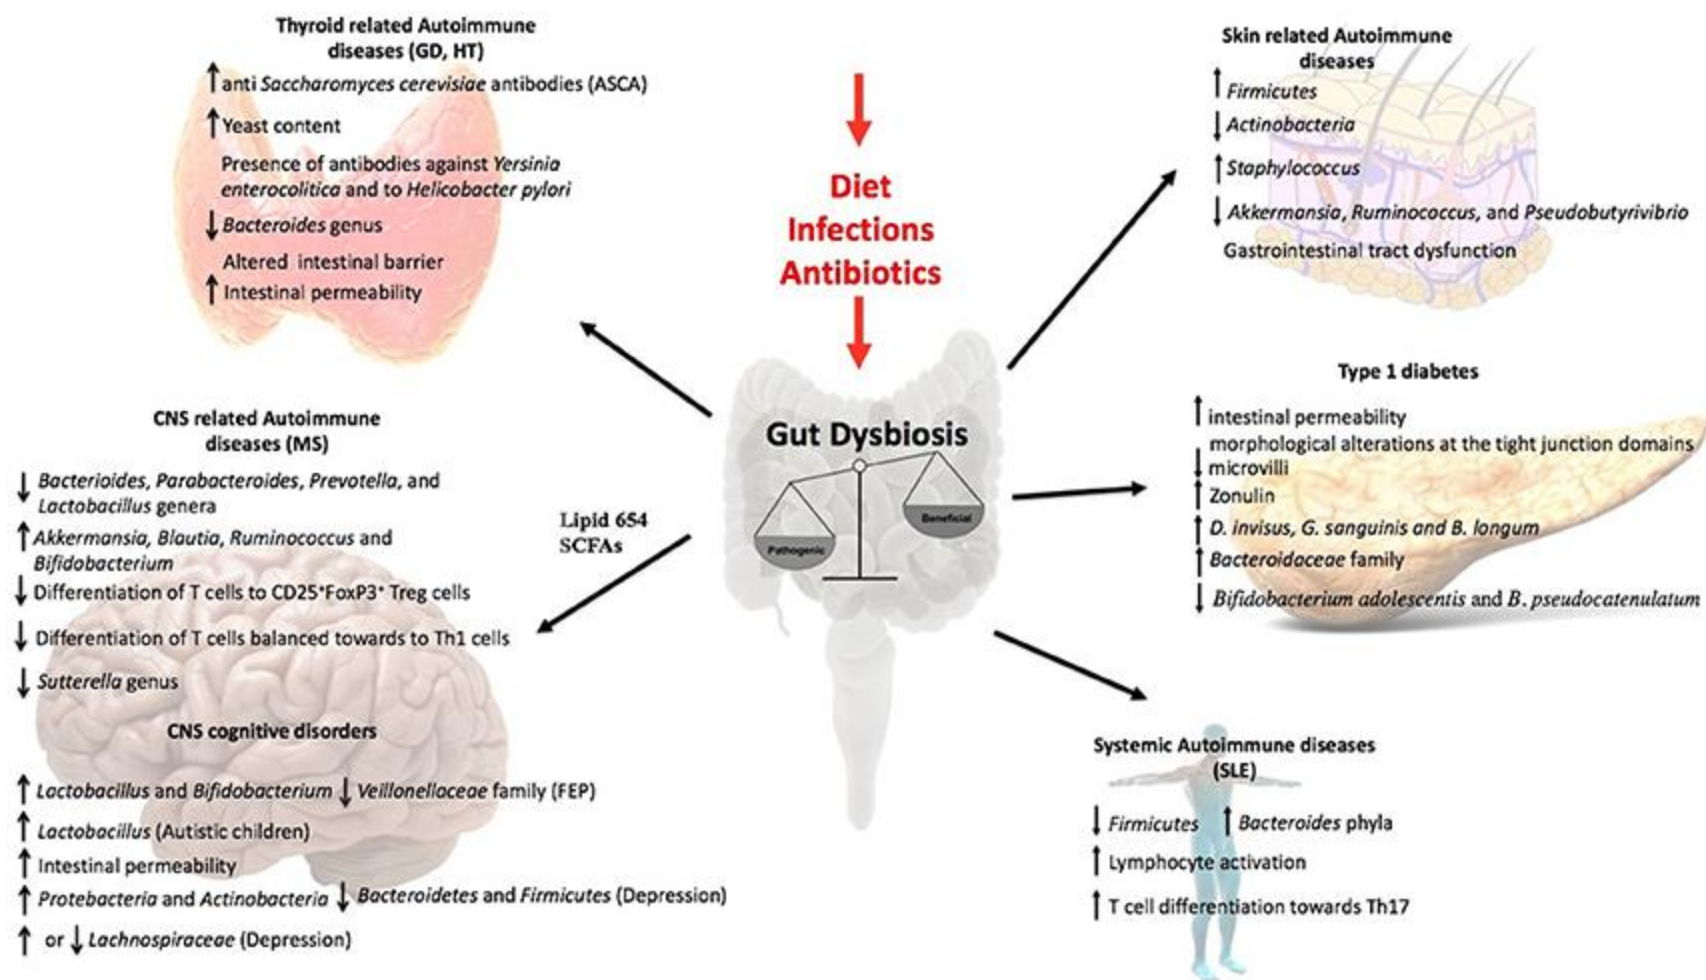 Thyroid related Autoimmune
diseases (GD, HT)
↑ anti Saccharomyces cerevisiae antibodies (ASCA)
↑ Yeast content
Presence of antibodies against Yersinia
enterocolitica and to Helicobacter pylori
↓ Bacteroides genus
Altered intestinal barrier
↑ Intestinal permeability
CNS related Autoimmune
diseases (MS)
↓ Bacterioides, Parabacteroides, Prevotella, and
Lactobacillus genera
↑ Akkermansia, Blautia, Ruminococcus and
Bifidobacterium
↓ Differentiation of T cells to CD25⁺FoxP3⁺ Treg cells
↓ Differentiation of T cells balanced towards to Th1 cells
↓ Sutterella genus
CNS cognitive disorders
↑ Lactobacillus and Bifidobacterium ↓ Veillonellaceae family (FEP)
↑ Lactobacillus (Autistic children)
↑ Intestinal permeability
↑ Protebacteria and Actinobacteria ↓ Bacteroidetes and Firmicutes (Depression)
↑ or ↓ Lachnospiraceae (Depression)
Diet
Infections
Antibiotics
Gut Dysbiosis
Pathogenic
Beneficial
Lipid 654
SCFAs
Skin related Autoimmune
diseases
↑ Firmicutes
↓ Actinobacteria
↑ Staphylococcus
↓ Akkermansia, Ruminococcus, and Pseudobutyrivibrio
Gastrointestinal tract dysfunction
Type 1 diabetes
↑ intestinal permeability
morphological alterations at the tight junction domains
↓ microvilli
↑ Zonulin
↑ D. invisus, G. sanguinis and B. longum
↑ Bacteroidaceae family
↓ Bifidobacterium adolescentis and B. pseudocatenulatum
Systemic Autoimmune diseases
(SLE)
↓ Firmicutes ↑ Bacteroides phyla
↑ Lymphocyte activation
↑ T cell differentiation towards Th17